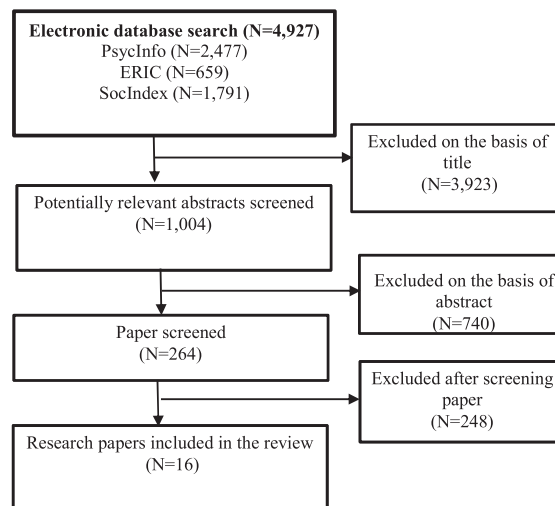 Electronic database search (N=4,927)
PsycInfo (N=2,477)
ERIC (N=659)
SocIndex (N=1,791)
Excluded on the basis of
title
(N=3,923)
Potentially relevant abstracts screened
(N=1,004)
Excluded on the basis of
abstract
(N=740)
Paper screened
(N=264)
Excluded after screening
paper
(N=248)
Research papers included in the review
(N=16)